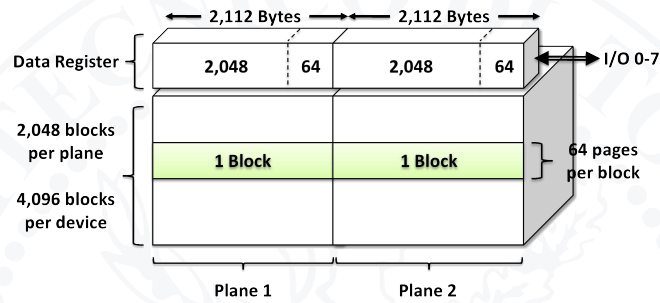 2,112 Bytes
2,112 Bytes
Data Register
2,048
64
2,048
64
I/O 0-7
2,048 blocks
per plane
4,096 blocks
per device
1 Block
1 Block
64 pages
per block
Plane 1
Plane 2